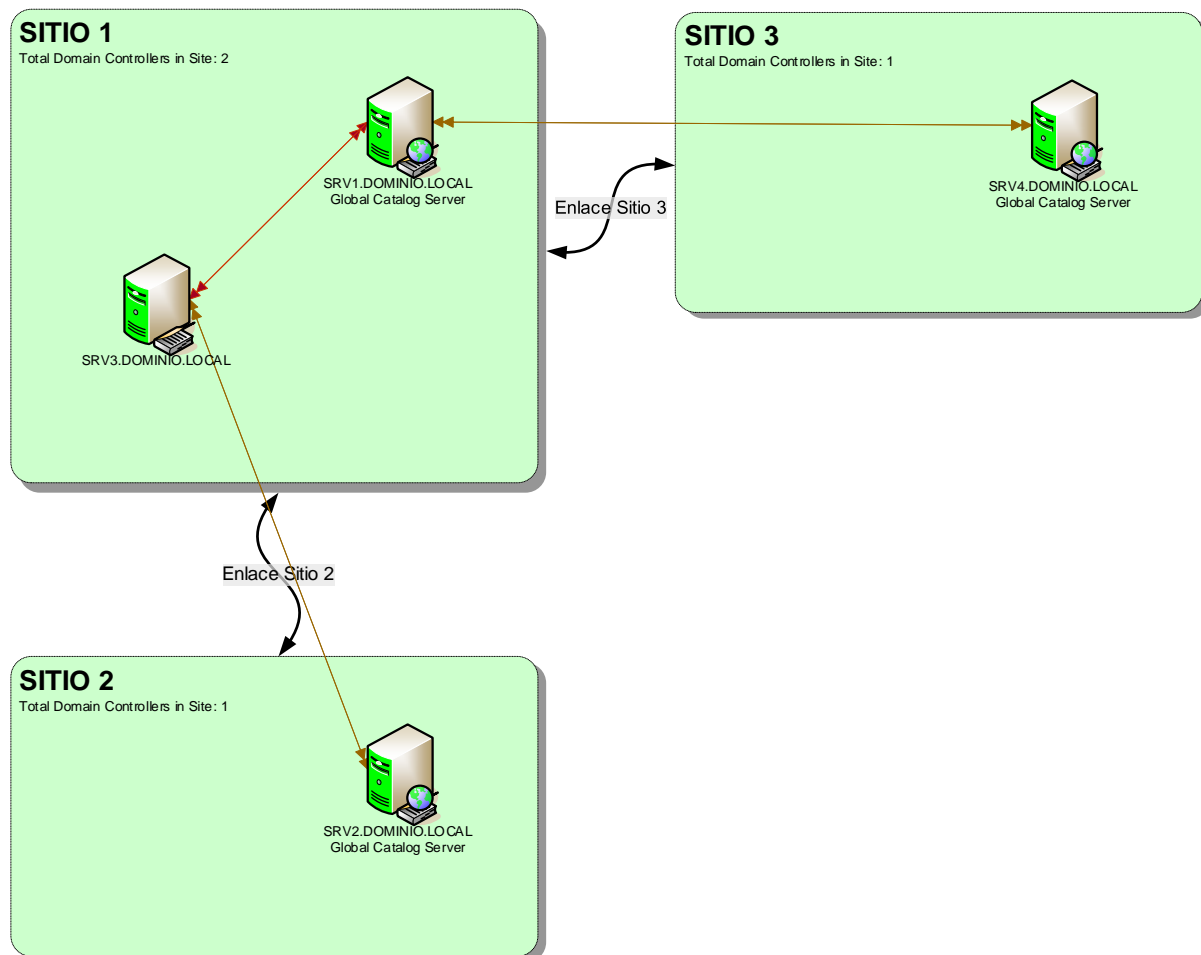 SITIO 1
Total Domain Controllers in Site: 2
SRV1.DOMINIO.LOCAL
Global Catalog Server
SRV3.DOMINIO.LOCAL
Enlace Sitio 3
SITIO 3
Total Domain Controllers in Site: 1
SRV4.DOMINIO.LOCAL
Global Catalog Server
Enlace Sitio 2
SITIO 2
Total Domain Controllers in Site: 1
SRV2.DOMINIO.LOCAL
Global Catalog Server